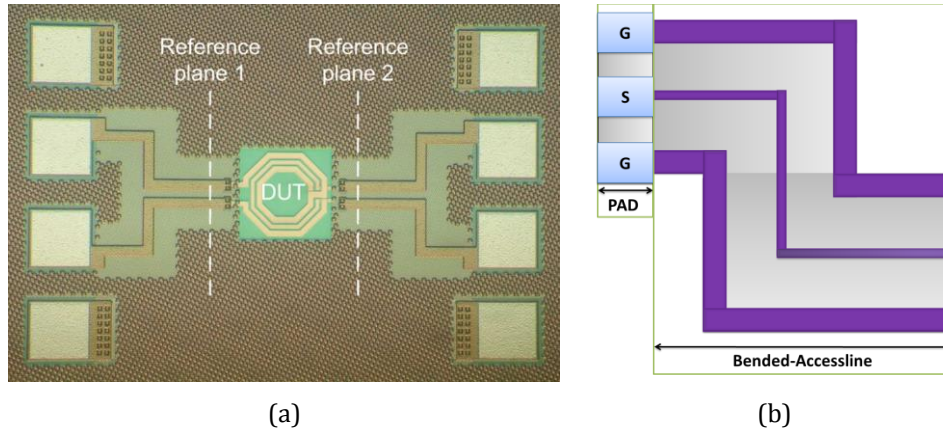 Reference
plane 1
Reference
plane 2
DUT
(a)
G
S
G
PAD
Bended-Accessline
(b)